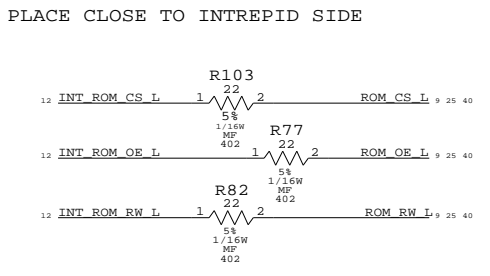 PLACE CLOSE TO INTREPID SIDE
R103
22
12 INT_ROM_CS_L 1 2 ROM_CS_L 9 25 40
5%
1/16W
MF
402
R77
22
12 INT_ROM_OE_L 1 2 ROM_OE_L 9 25 40
5%
1/16W
MF
402
R82
22
12 INT_ROM_RW_L 1 2 ROM_RW_L 9 25 40
5%
1/16W
MF
402